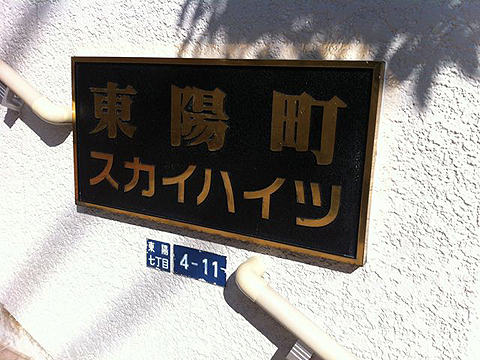 東陽町
スカイハイツ
東陽
七丁目
4-11